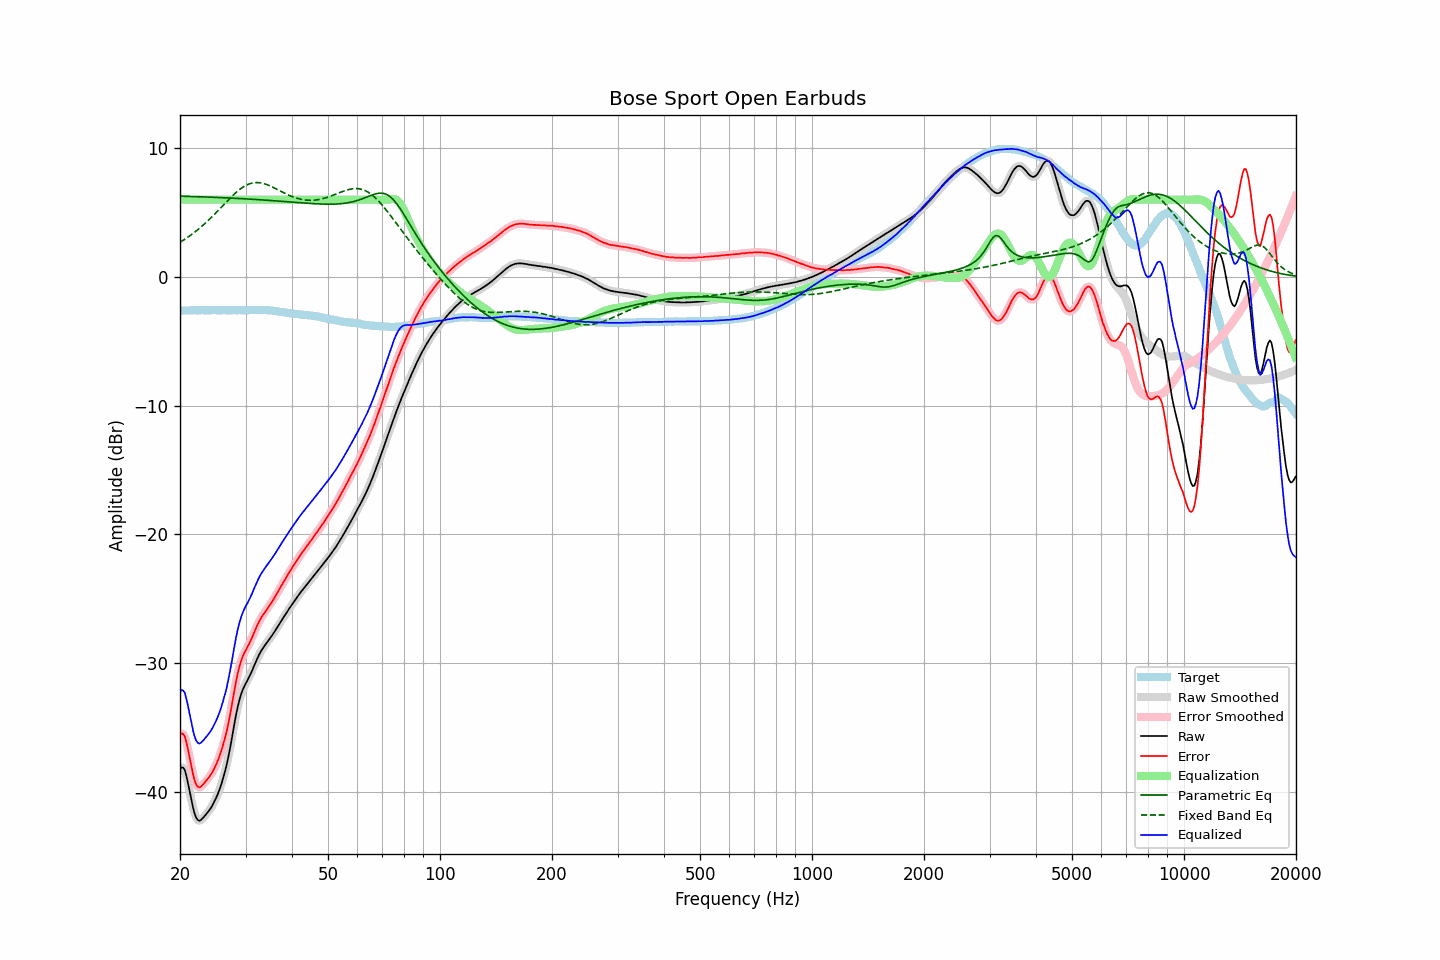 Bose Sport Open Earbuds
10
0
−10
−20
−30
−40
Amplitude (dBr)
20
50
100
200
500
1000
2000
5000
10000
20000
Frequency (Hz)
Target
Raw Smoothed
Error Smoothed
Raw
Error
Equalization
Parametric Eq
Fixed Band Eq
Equalized